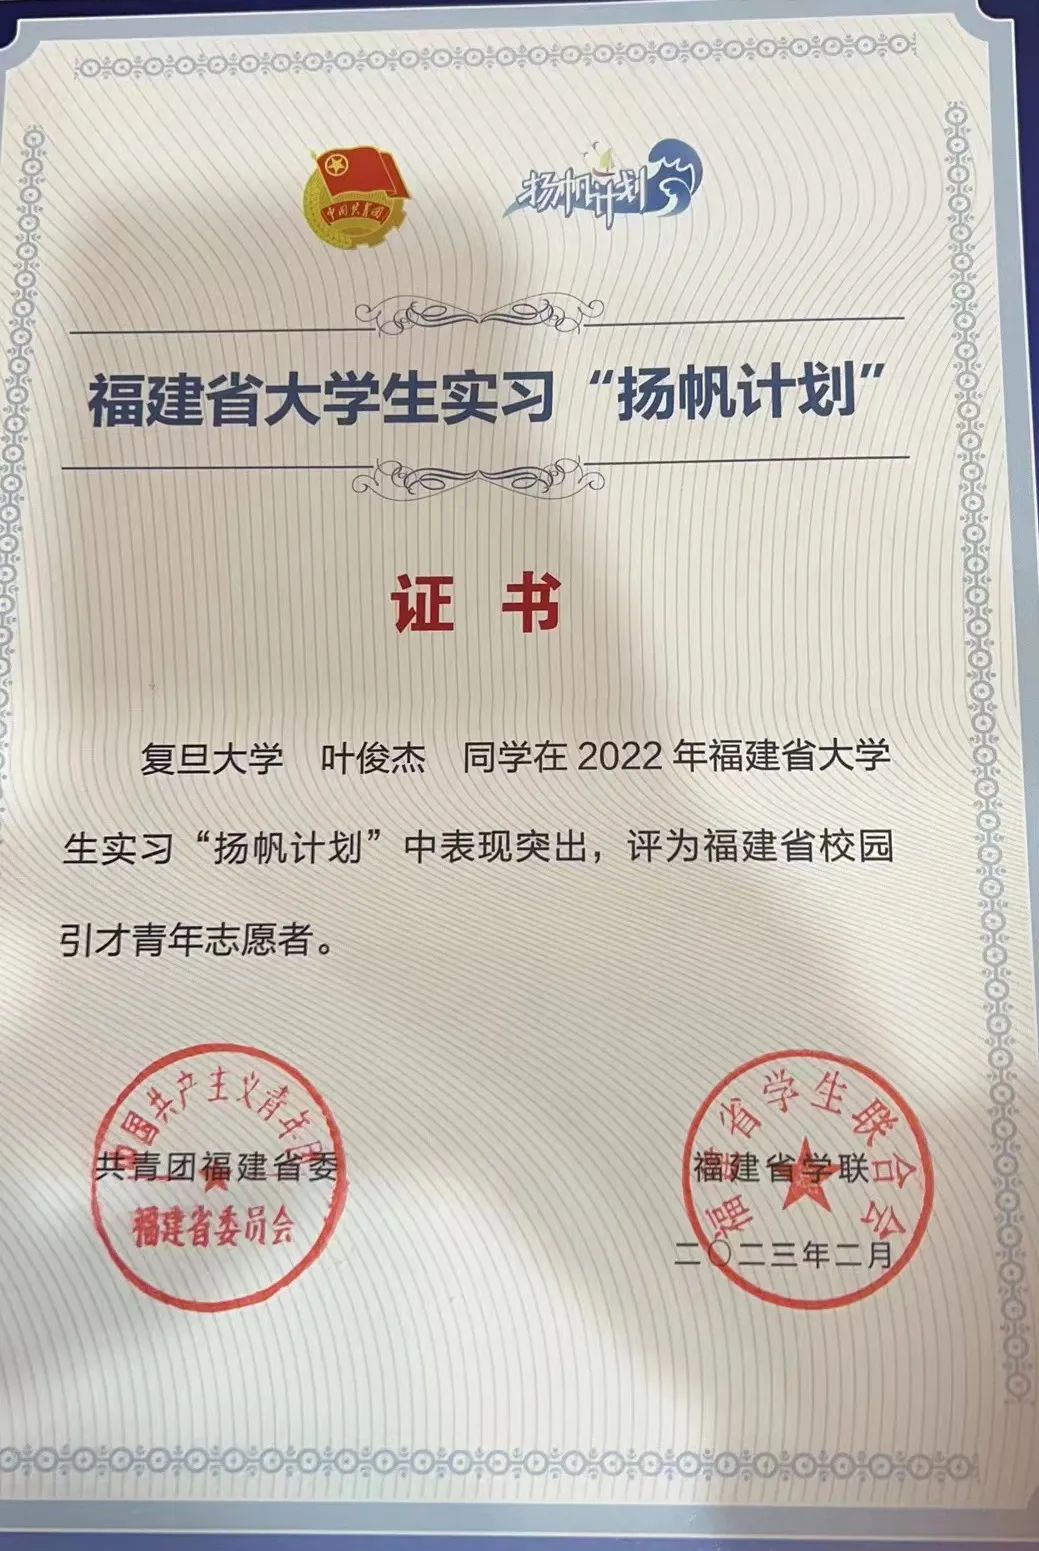 中国共青团
扬帆计划
福建省大学生实习“扬帆计划”
证 书
复旦大学 叶俊杰 同学在 2022 年福建省大学
生实习“扬帆计划”中表现突出，评为福建省校园
引才青年志愿者。
中国共产主义青年团
共青团福建省委
福建省委员会
福建省学生联合会
福建省学联
二〇二三年二月